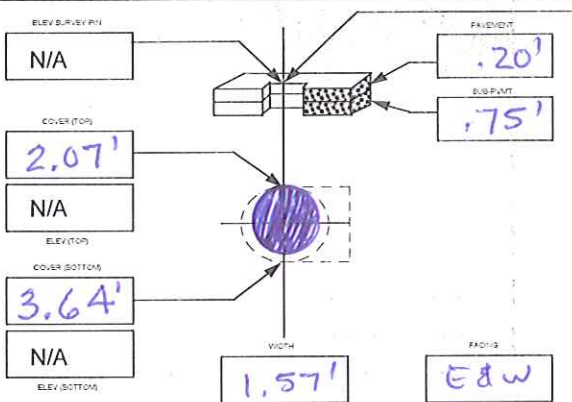 ELEV SURVEY PIN
N/A
PAVEMENT
.20'
SUB-PVMT
.75'
COVER (TOP)
2.07'
N/A
ELEV (TOP)
COVER (BOTTOM)
3.64'
N/A
ELEV (BOTTOM)
WIDTH
1.57'
FACING
E & W